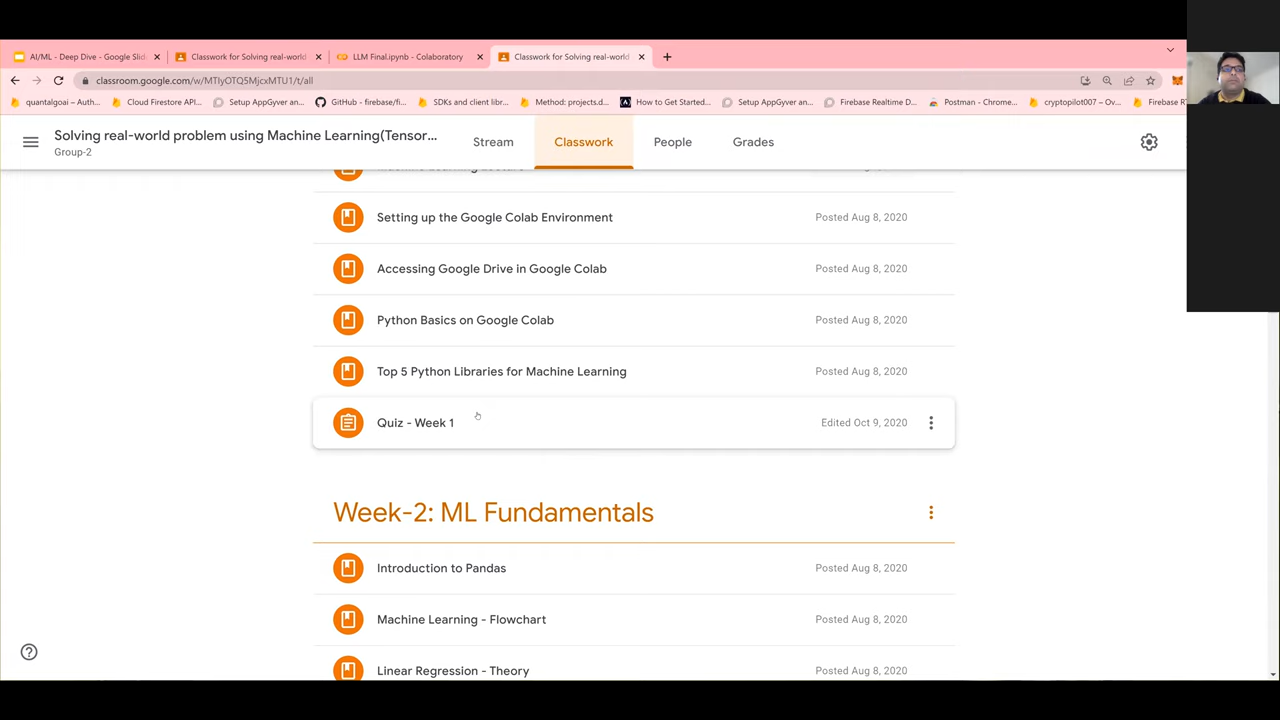 AI/ML - Deep Dive - Google Slid
Classwork for Solving real-world
LLM Final.ipynb - Colaboratory
Classwork for Solving real-world
classroom.google.com/w/MTIyOTQ5MjcxMTU1/t/all
quantalgoai – Auth...
Cloud Firestore API...
Setup AppGyver an...
GitHub - firebase/fi...
SDKs and client libr...
Method: projects.d...
How to Get Started...
Setup AppGyver an...
Firebase Realtime D...
Postman - Chrome...
cryptopilot007 – Ov...
Firebase RT
Solving real-world problem using Machine Learning(Tensor...
Group-2
Stream
Classwork
People
Grades
Setting up the Google Colab Environment
Posted Aug 8, 2020
Accessing Google Drive in Google Colab
Posted Aug 8, 2020
Python Basics on Google Colab
Posted Aug 8, 2020
Top 5 Python Libraries for Machine Learning
Posted Aug 8, 2020
Quiz - Week 1
Edited Oct 9, 2020
Week-2: ML Fundamentals
Introduction to Pandas
Posted Aug 8, 2020
Machine Learning - Flowchart
Posted Aug 8, 2020
Linear Regression - Theory
Posted Aug 8, 2020